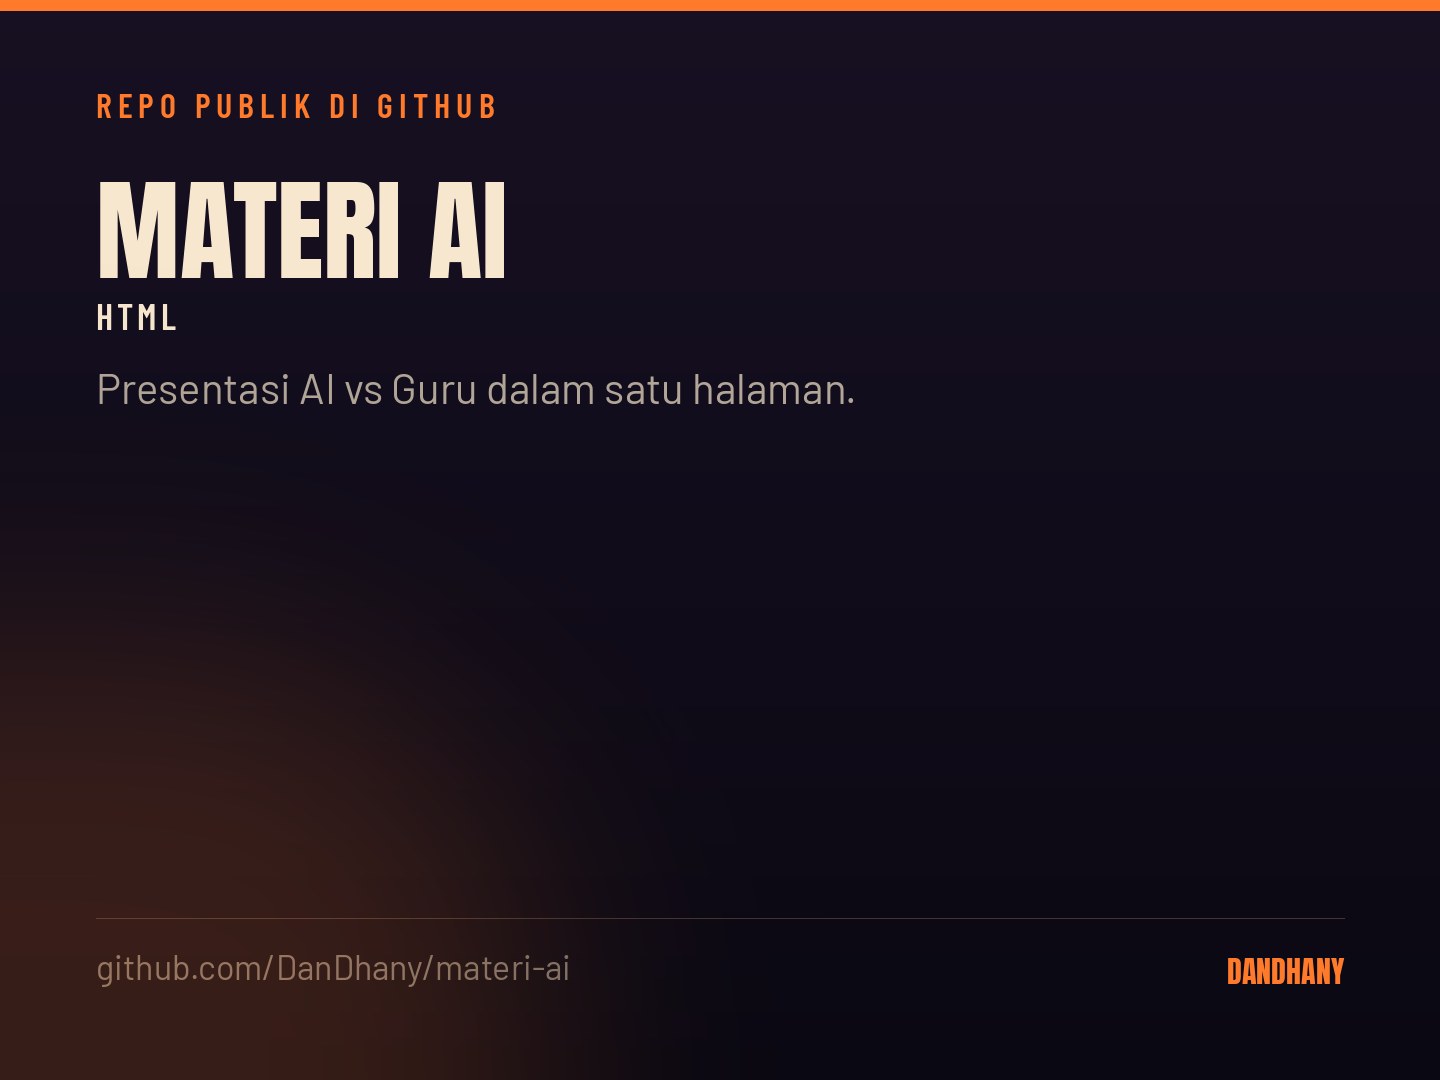 REPO PUBLIK DI GITHUB
MATERI AI
HTML
Presentasi AI vs Guru dalam satu halaman.
github.com/DanDhany/materi-ai
DANDHANY